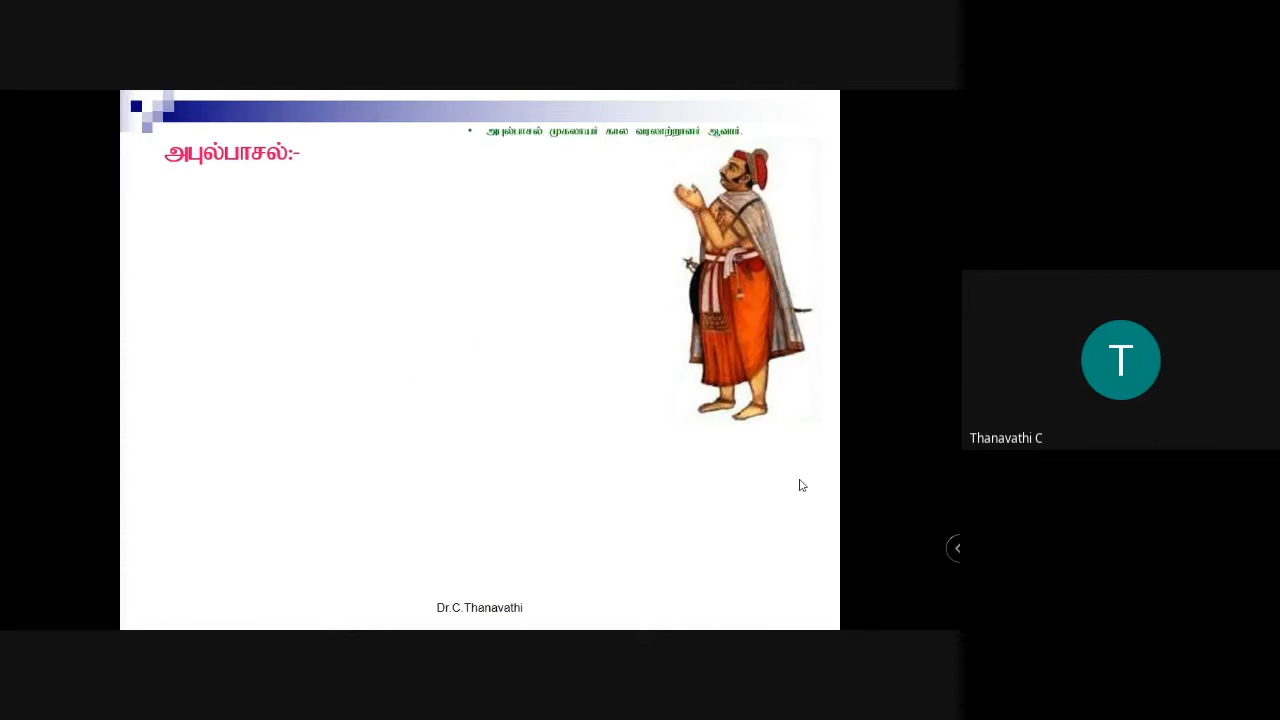 • அபுல்பாசல் முகலாயர் கால வரலாற்றாளர் ஆவார்.
அபுல்பாசல்:-
T
Thanavathi C
Dr.C.Thanavathi